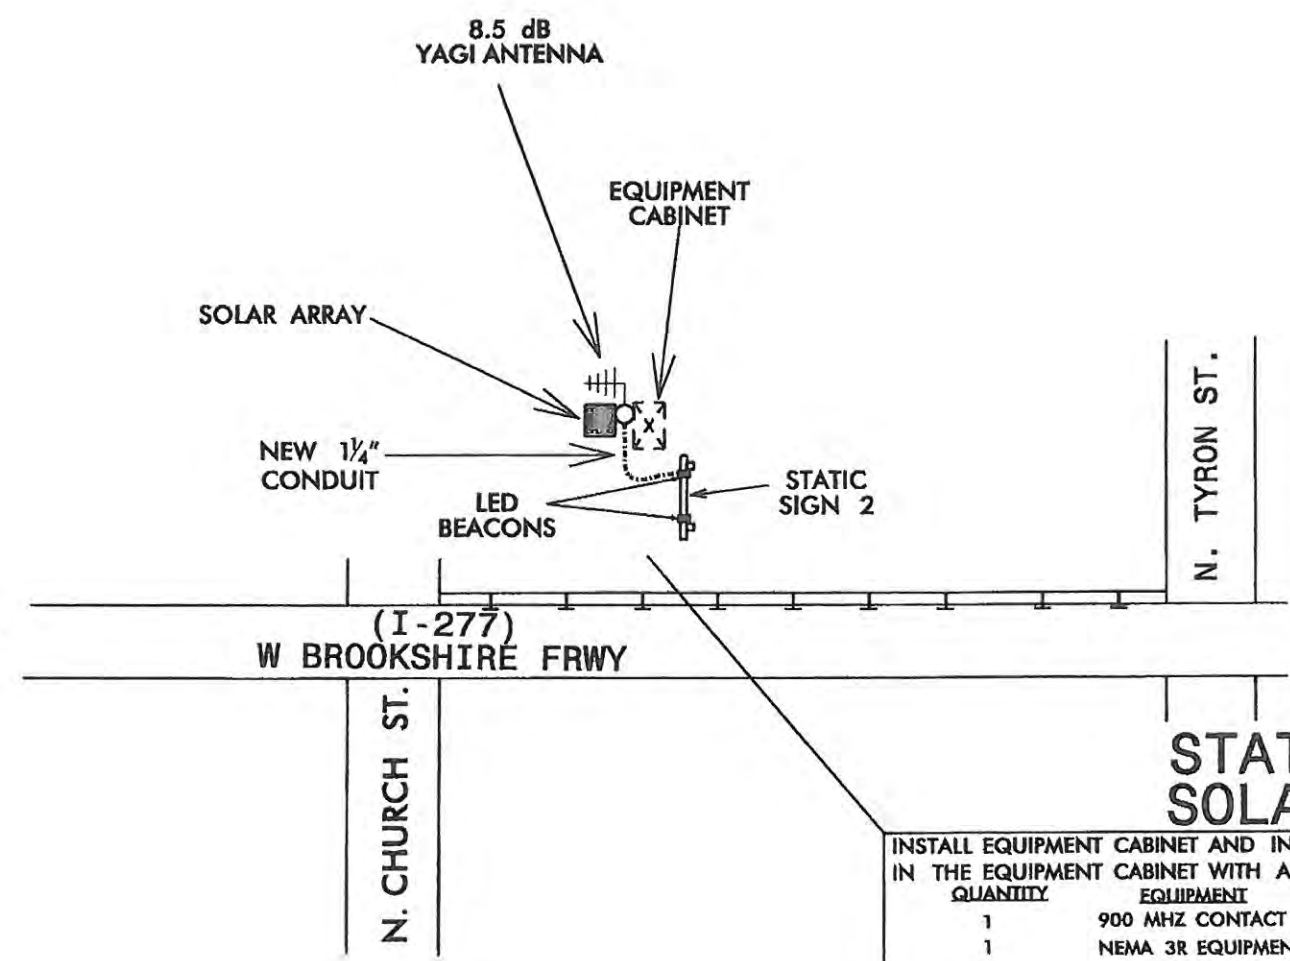 8.5 dB
YAGI ANTENNA
EQUIPMENT
CABINET
SOLAR ARRAY
X
NEW 1¼"
CONDUIT
LED
BEACONS
STATIC
SIGN 2
N. TYRON ST.
(I-277)
W BROOKSHIRE FRWY
N. CHURCH ST.
STAT
SOLA
INSTALL EQUIPMENT CABINET AND IN
IN THE EQUIPMENT CABINET WITH A
QUANTITY EQUIPMENT
1 900 MHZ CONTACT
1 NEMA 3R EQUIPMEN